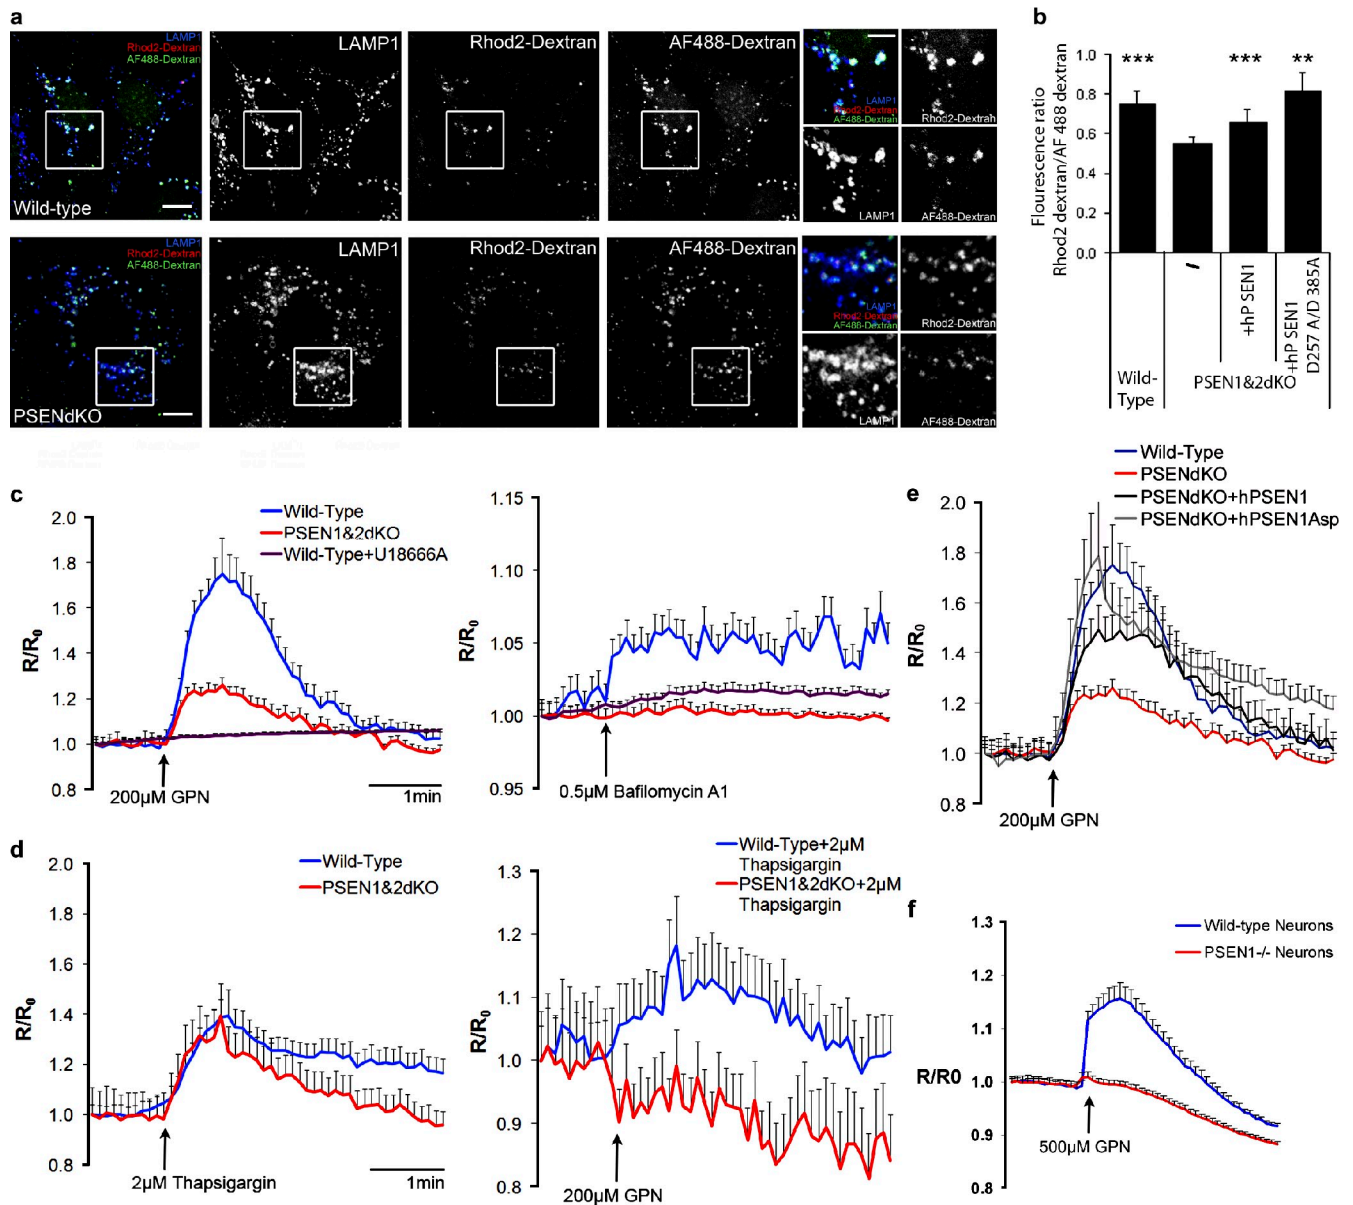 a
LAMP1
Rhod2-Dextran
AF488-Dextran
LAMP1
Rhod2-Dextran
AF488-Dextran
LAMP1
Rhod2-Dextran
AF488-Dextran
Rhod2-Dextrah
Wild-type
LAMP1
AF488-Dextran
LAMP1
Rhod2-Dextran
AF488-Dextran
LAMP1
Rhod2-Dextran
AF488-Dextran
LAMP1
Rhod2-Dextran
AF488-Dextran
Rhod2-Dextran
PSENdKO
LAMP1
AF488-Dextran
b
Flourescence ratio
Rhod2 dextran/AF 488 dextran
1.0
0.8
0.6
0.4
0.2
0.0
*** *** **
/
+hP SEN1
+hP SEN1
D257 A/D 385A
Wild-
Type
PSEN1&2dKO
c
Wild-Type
PSEN1&2dKO
Wild-Type+U18666A
R/R0
2.0
1.8
1.6
1.4
1.2
1.0
0.8
200µM GPN
1min
R/R0
1.15
1.10
1.05
1.00
0.95
0.5µM Bafilomycin A1
d
Wild-Type
PSEN1&2dKO
R/R0
2.0
1.8
1.6
1.4
1.2
1.0
0.8
2µM Thapsigargin
1min
Wild-Type+2µM
Thapsigargin
PSEN1&2dKO+2µM
Thapsigargin
R/R0
1.3
1.2
1.1
1.0
0.9
0.8
200µM GPN
e
Wild-Type
PSENdKO
PSENdKO+hPSEN1
PSENdKO+hPSEN1Asp
R/R0
2.0
1.8
1.6
1.4
1.2
1.0
0.8
200µM GPN
f
Wild-type Neurons
PSEN1-/- Neurons
R/R0
1.3
1.2
1.1
1.0
0.9
0.8
500µM GPN